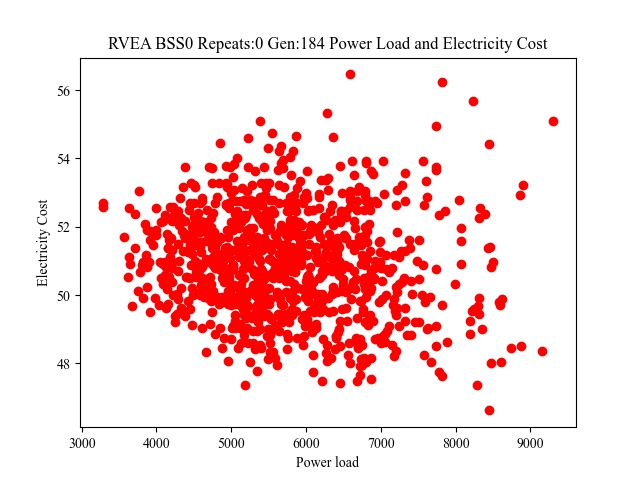 RVEA BSS0 Repeats:0 Gen:184 Power Load and Electricity Cost
56
54
52
50
48
Electricity Cost
3000 4000 5000 6000 7000 8000 9000
Power load